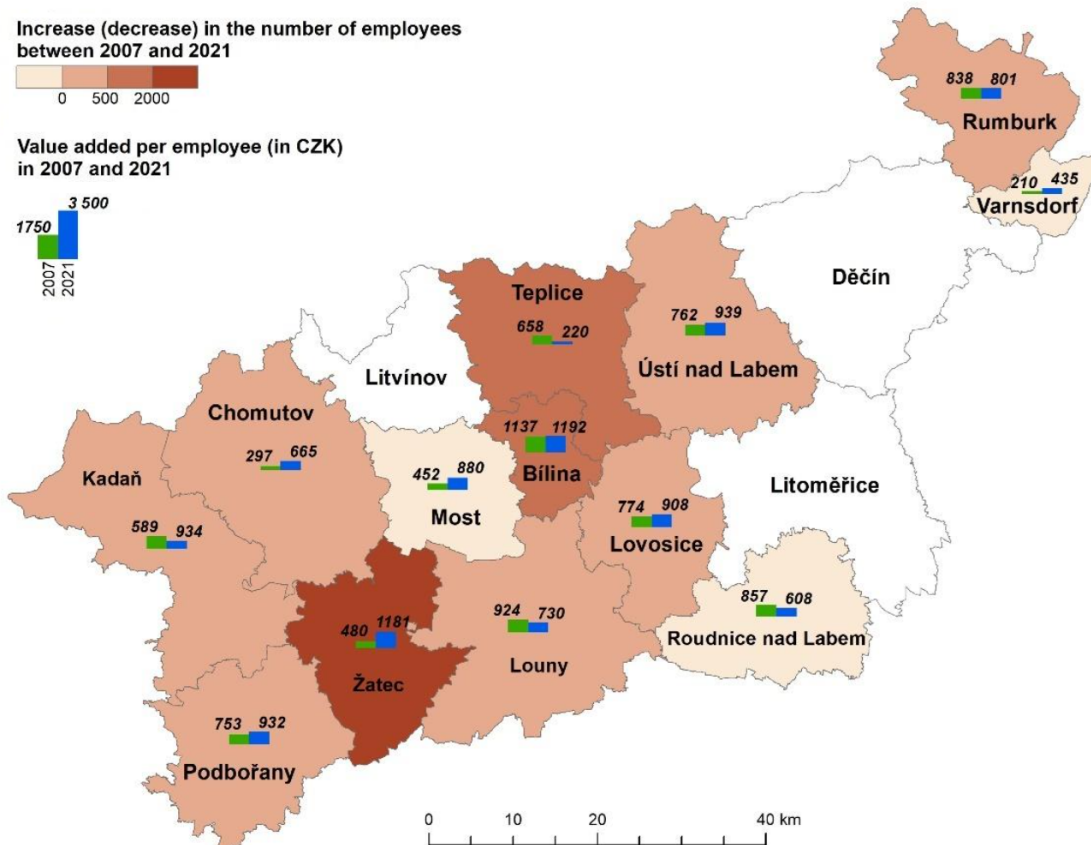 Increase (decrease) in the number of employees
between 2007 and 2021
0 500 2000
Value added per employee (in CZK)
in 2007 and 2021
1750 3 500
2007 2021
838 801
Rumburk
210 435
Varnsdorf
Děčín
Teplice
658 220
762 939
Ústí nad Labem
Litvínov
Chomutov
297 665
1137 1192
Bílina
452 880
Most
Kadaň
589 934
774 908
Lovosice
Litoměřice
857 608
Roudnice nad Labem
480 1181
Žatec
924 730
Louny
753 932
Podbořany
0 10 20 40 km